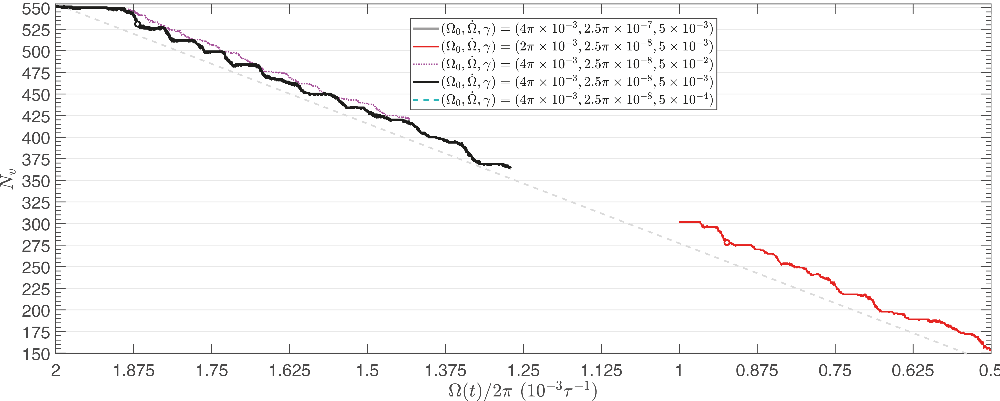 550
525
500
475
450
425
400
375
350
325
300
275
250
225
200
175
150
N_v
(Ω₀, Ω̇, γ) = (4π × 10⁻³, 2.5π × 10⁻⁷, 5 × 10⁻³)
(Ω₀, Ω̇, γ) = (2π × 10⁻³, 2.5π × 10⁻⁸, 5 × 10⁻³)
(Ω₀, Ω̇, γ) = (4π × 10⁻³, 2.5π × 10⁻⁸, 5 × 10⁻²)
(Ω₀, Ω̇, γ) = (4π × 10⁻³, 2.5π × 10⁻⁸, 5 × 10⁻³)
(Ω₀, Ω̇, γ) = (4π × 10⁻³, 2.5π × 10⁻⁸, 5 × 10⁻⁴)
2 1.875 1.75 1.625 1.5 1.375 1.25 1.125 1 0.875 0.75 0.625 0.5
Ω(t)/2π (10⁻³τ⁻¹)